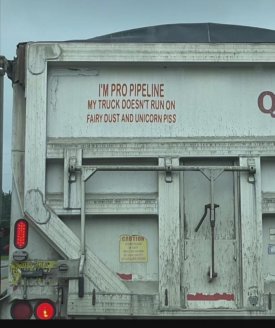 I'M PRO PIPELINE
MY TRUCK DOESN'T RUN ON
FAIRY DUST AND UNICORN PISS
Q
CAUTION